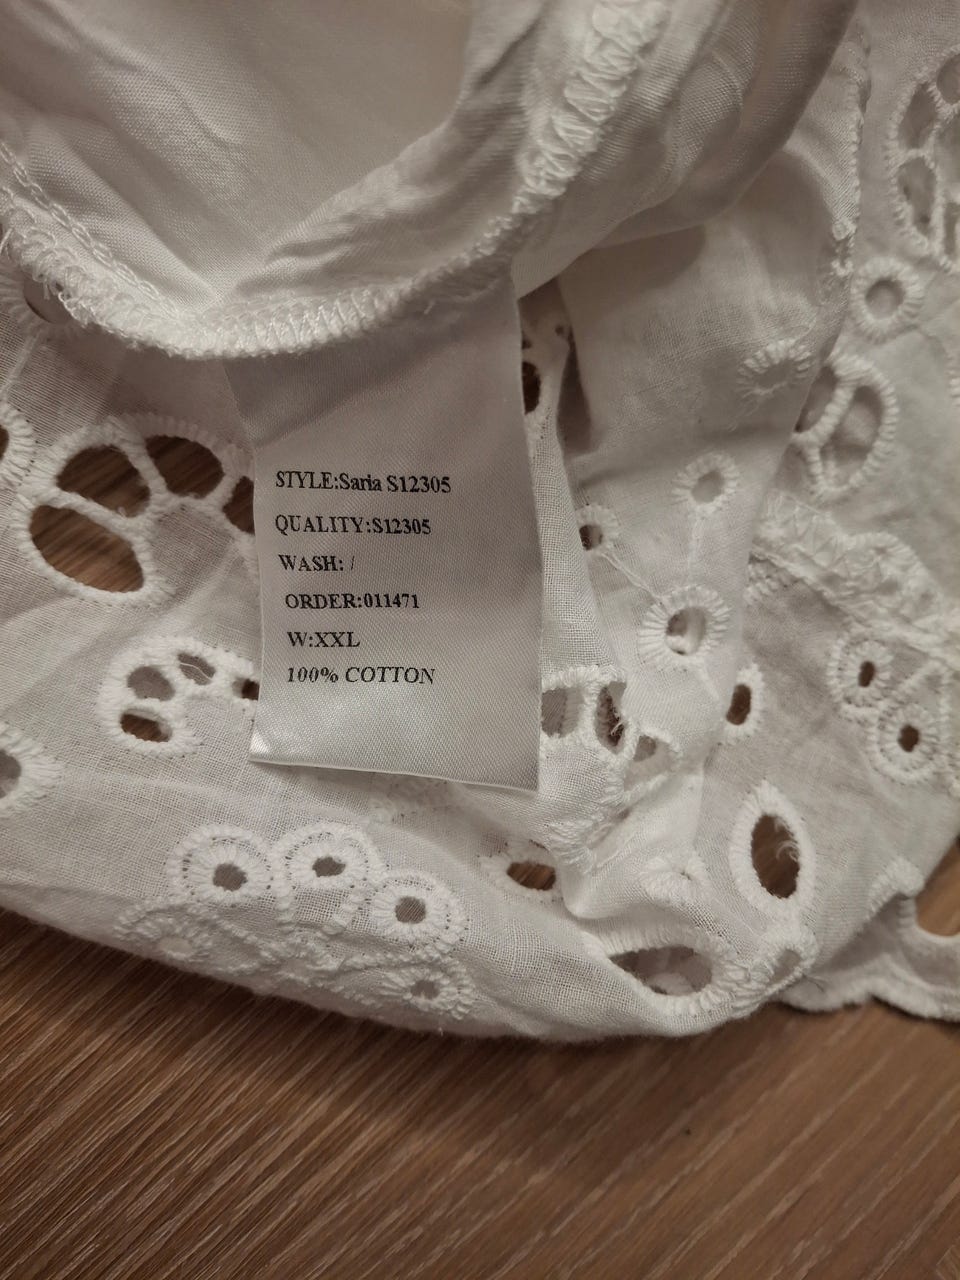 STYLE:Saria S12305
QUALITY:S12305
WASH: /
ORDER:011471
W:XXL
100% COTTON